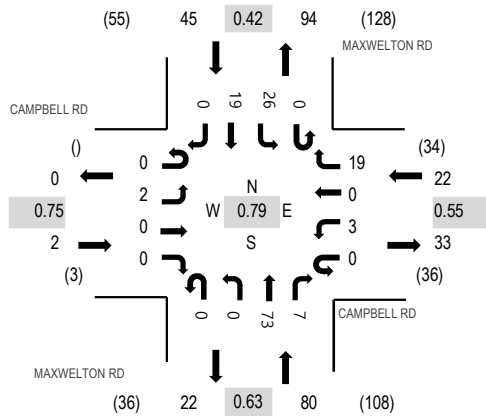 (55) 45 0.42 94 (128)
MAXWELTON RD
CAMPBELL RD
0 19 26 0
() 0 19 (34)
0 2 N 0 22
0.75 0 W 0.79 E 3 0.55
2 0 S 0 33
(3) (36)
0 0 73 7
CAMPBELL RD
MAXWELTON RD
(36) 22 0.63 80 (108)